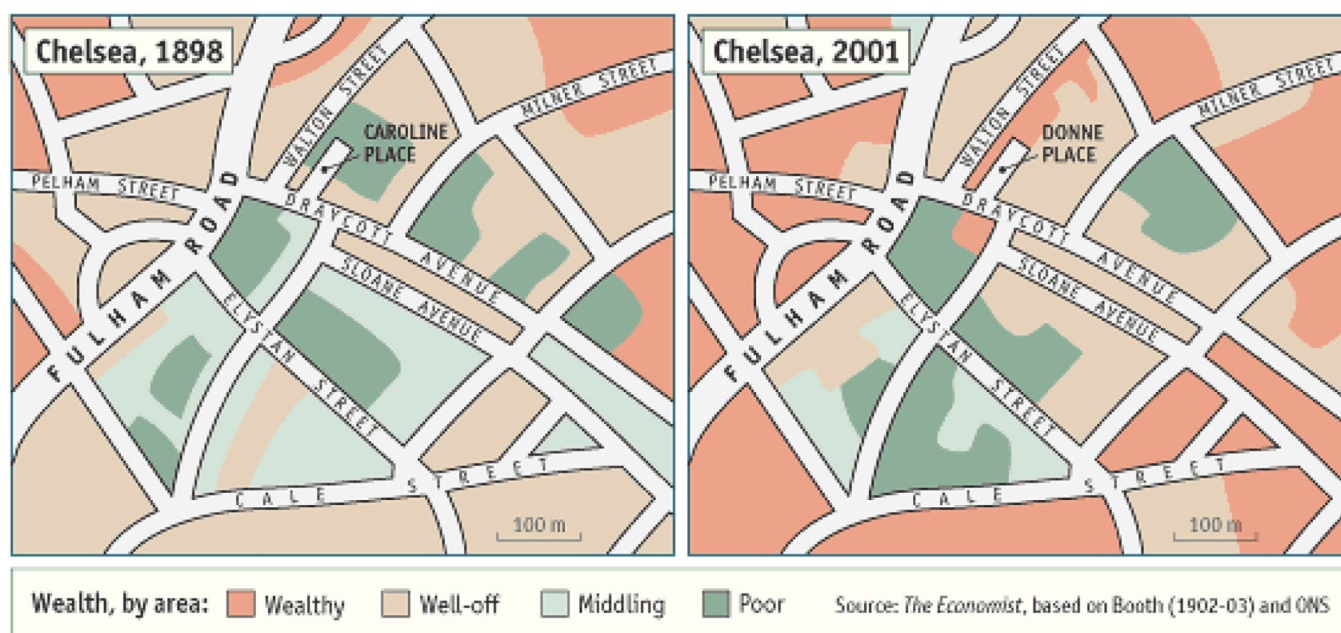 Chelsea, 1898
WALTON STREET
MILNER STREET
CAROLINE
PLACE
PELHAM STREET
DRAYCOTT AVENUE
FULHAM ROAD
SLOANE AVENUE
ELYSTAN STREET
CALE STREET
100 m
Chelsea, 2001
WALTON STREET
MILNER STREET
DONNE
PLACE
PELHAM STREET
DRAYCOTT AVENUE
FULHAM ROAD
SLOANE AVENUE
ELYSTAN STREET
CALE STREET
100 m
Wealth, by area: Wealthy Well-off Middling Poor Source: The Economist, based on Booth (1902-03) and ONS